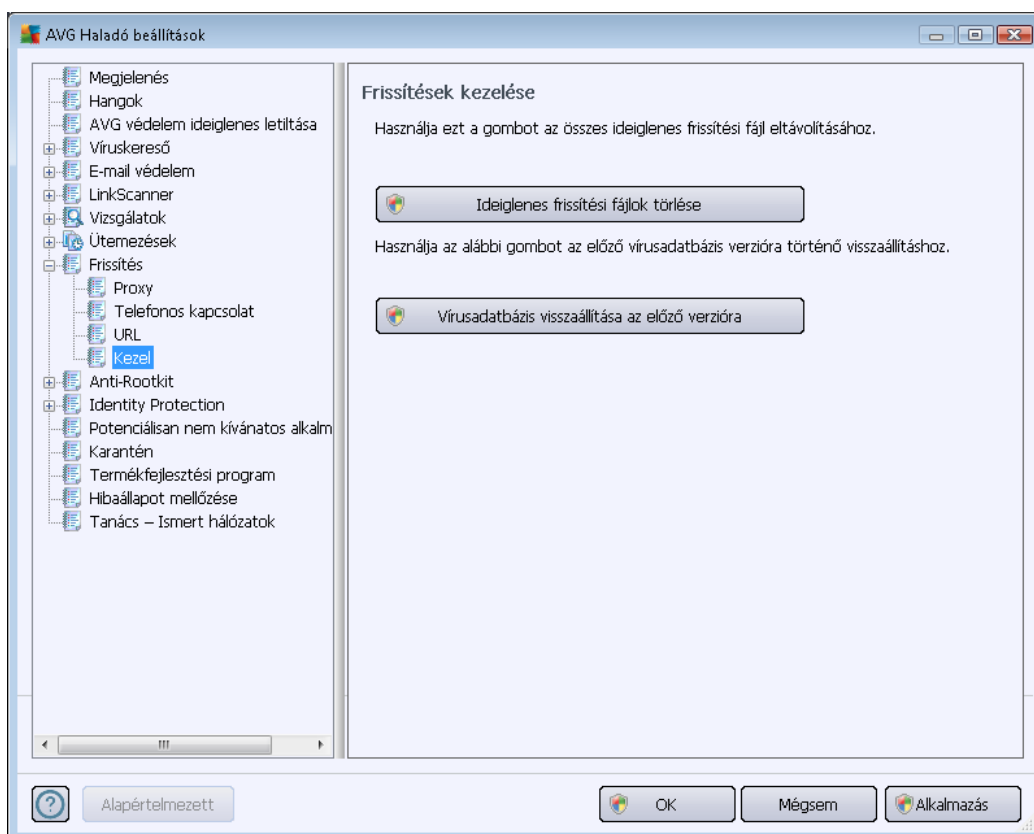 AVG Haladó beállítások
Megjelenés
Hangok
AVG védelem ideiglenes letiltása
Víruskereső
E-mail védelem
LinkScanner
Vizsgálatok
Ütemezések
Frissítés
Proxy
Telefonos kapcsolat
URL
Kezel
Anti-Rootkit
Identity Protection
Potenciálisan nem kívánatos alkalm
Karantén
Termékfejlesztési program
Hibaállapot mellőzése
Tanács – Ismert hálózatok
Frissítések kezelése
Használja ezt a gombot az összes ideiglenes frissítési fájl eltávolításához.
Ideiglenes frissítési fájlok törlése
Használja az alábbi gombot az előző vírusadatbázis verzióra történő visszaállításhoz.
Vírusadatbázis visszaállítása az előző verzióra
Alapértelmezett
OK
Mégsem
Alkalmazás